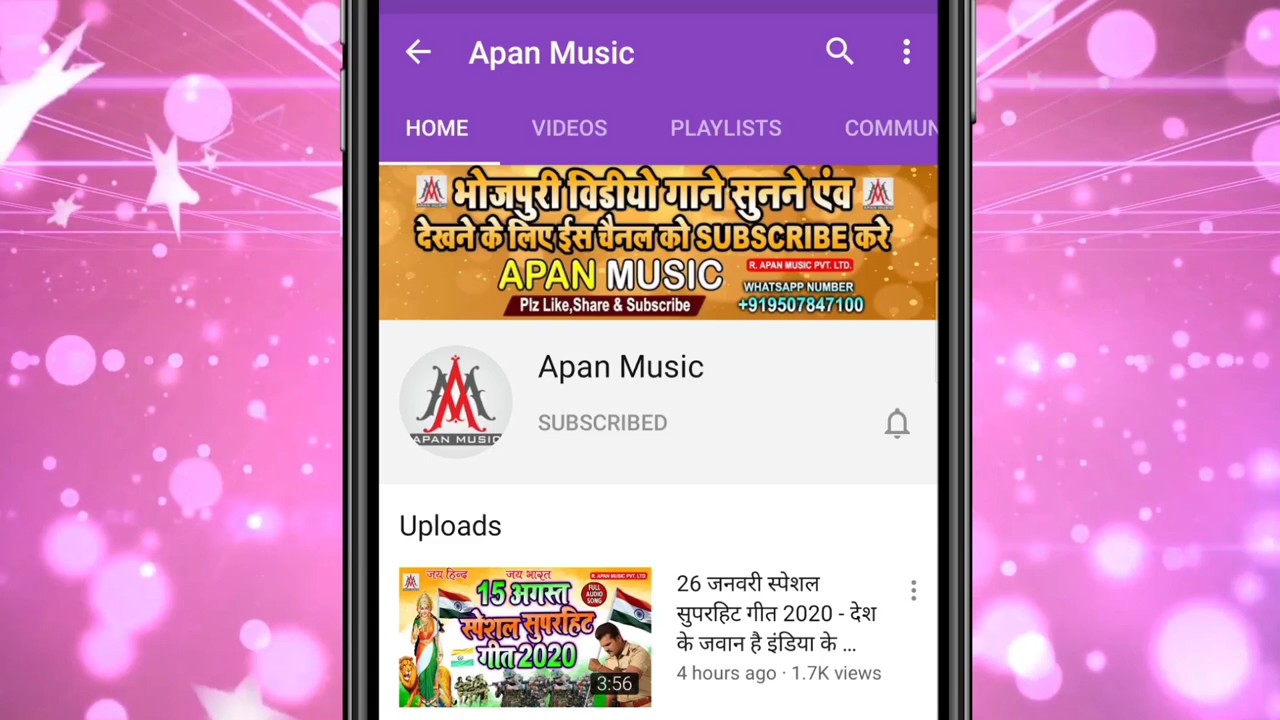 Apan Music
HOME VIDEOS PLAYLISTS COMMUN
भोजपुरी विडीयो गाने सुनने एंव
देखने के लिए ईस चैनल को SUBSCRIBE करे
APAN MUSIC
R. APAN MUSIC PVT. LTD.
WHATSAPP NUMBER
Plz Like,Share & Subscribe
+919507847100
APAN MUSIC
Apan Music
SUBSCRIBED
Uploads
जय हिन्द जय भारत
R. APAN MUSIC PVT. LTD
15 अगस्त
FULL
AUDIO
SONG
स्पेशल सुपरहिट
गीत 2020
3:56
26 जनवरी स्पेशल
सुपरहिट गीत 2020 - देश
के जवान है इंडिया के ...
4 hours ago · 1.7K views